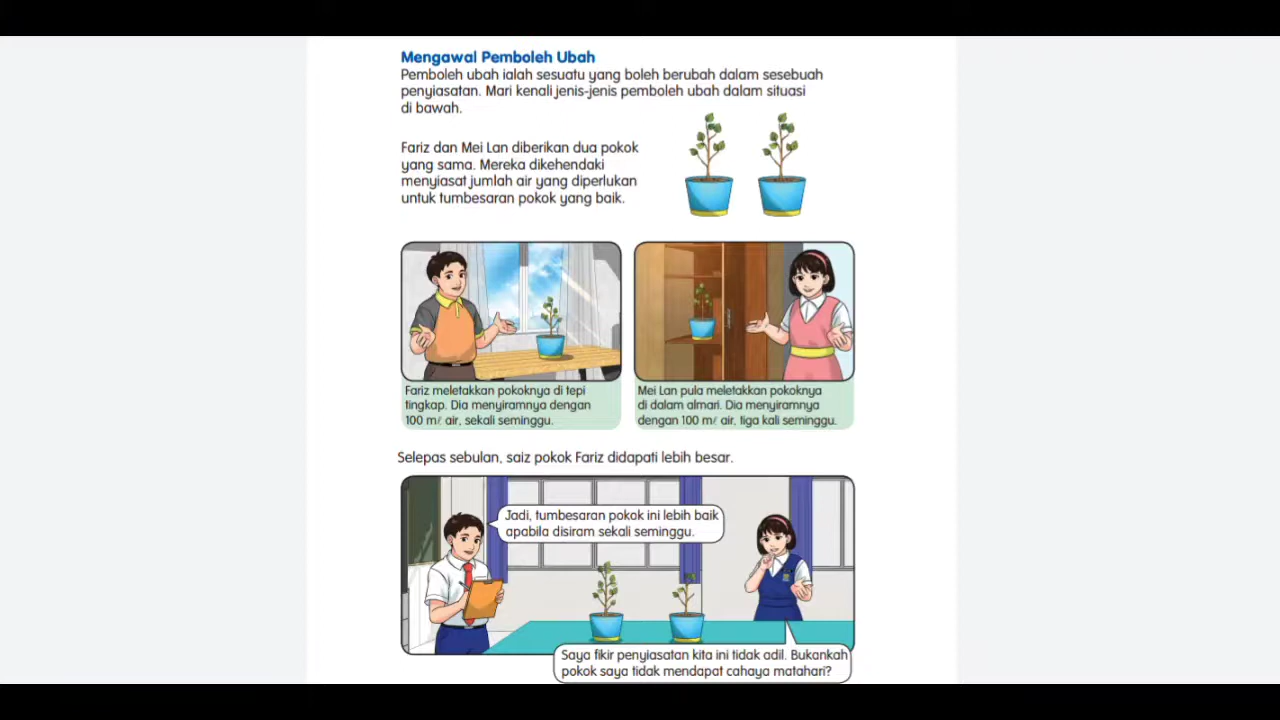 Mengawal Pemboleh Ubah
Pemboleh ubah ialah sesuatu yang boleh berubah dalam sesebuah
penyiasatan. Mari kenali jenis-jenis pemboleh ubah dalam situasi
di bawah.
Fariz dan Mei Lan diberikan dua pokok
yang sama. Mereka dikehendaki
menyiasat jumlah air yang diperlukan
untuk tumbesaran pokok yang baik.
Fariz meletakkan pokoknya di tepi
tingkap. Dia menyiramnya dengan
100 mℓ air, sekali seminggu.
Mei Lan pula meletakkan pokoknya
di dalam almari. Dia menyiramnya
dengan 100 mℓ air, tiga kali seminggu.
Selepas sebulan, saiz pokok Fariz didapati lebih besar.
Jadi, tumbesaran pokok ini lebih baik
apabila disiram sekali seminggu.
Saya fikir penyiasatan kita ini tidak adil. Bukankah
pokok saya tidak mendapat cahaya matahari?